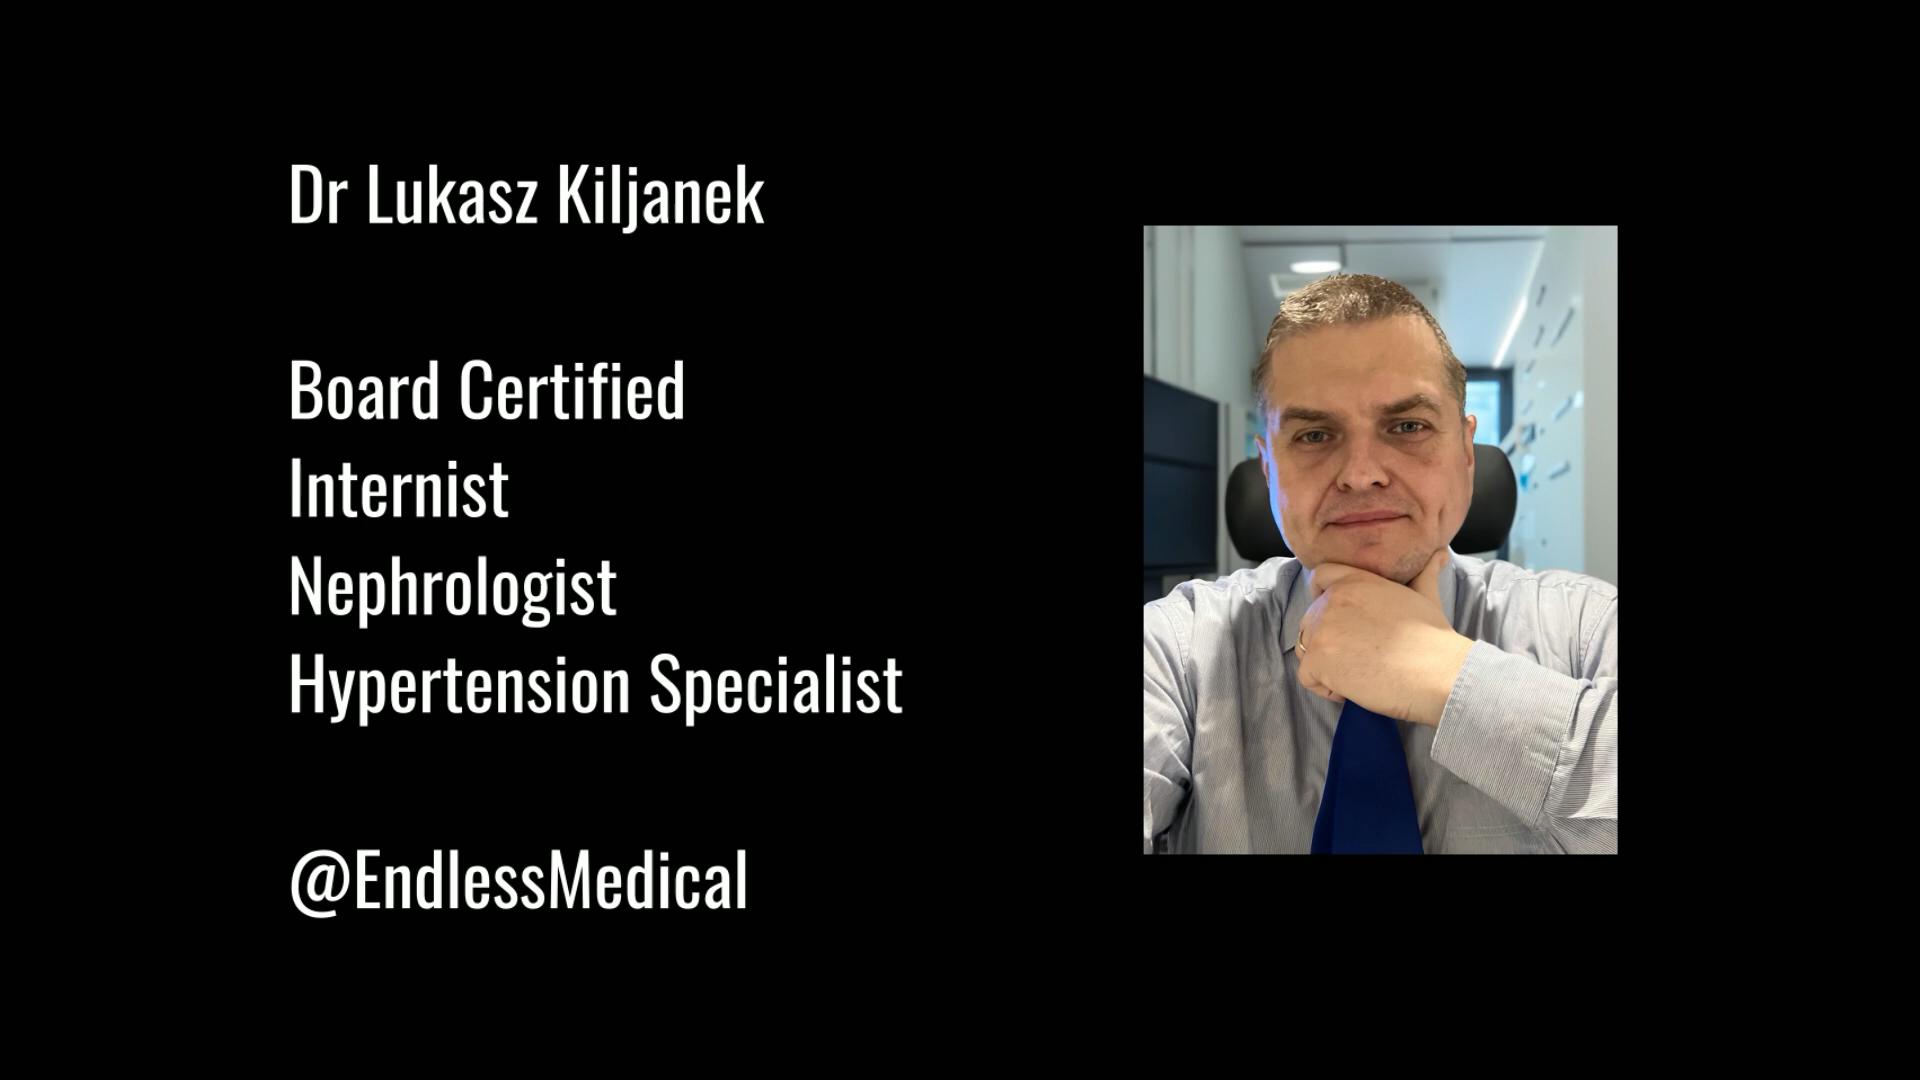 Dr Lukasz Kiljanek
Board Certified
Internist
Nephrologist
Hypertension Specialist
@EndlessMedical